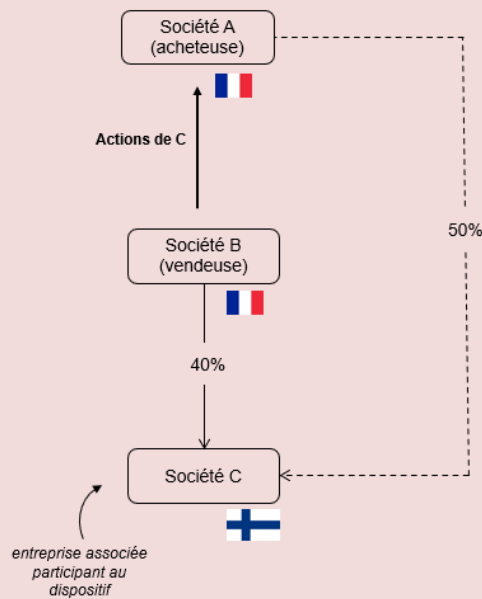 Société A
(acheteuse)
Actions de C
50%
Société B
(vendeuse)
40%
Société C
entreprise associée
participant au
dispositif